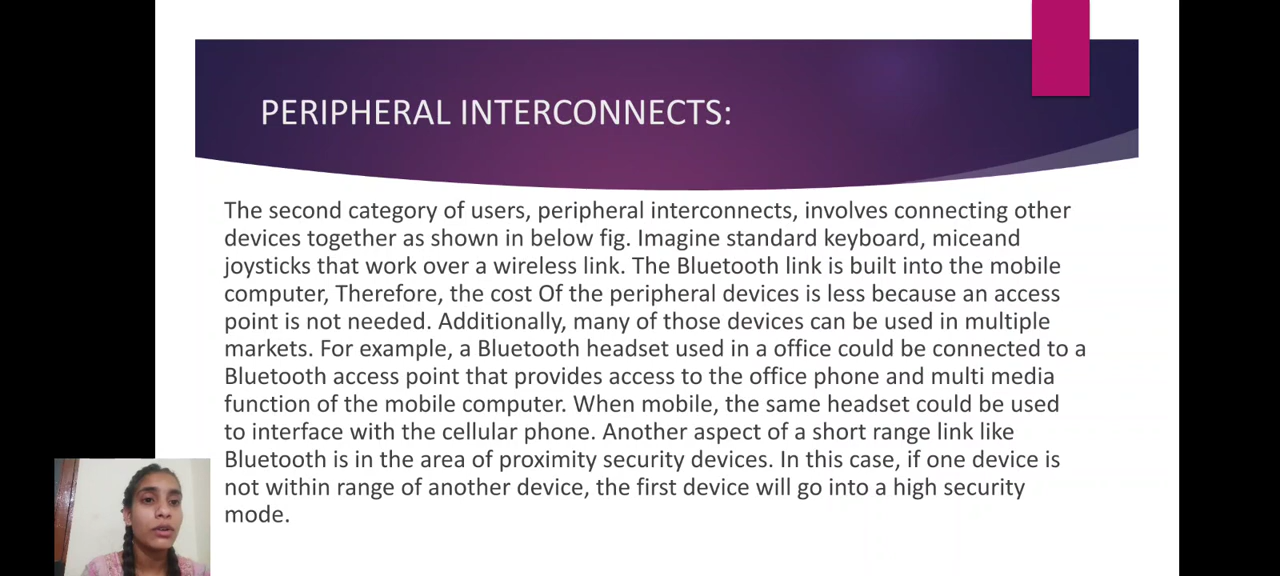 PERIPHERAL INTERCONNECTS:
The second category of users, peripheral interconnects, involves connecting other
devices together as shown in below fig. Imagine standard keyboard, miceand
joysticks that work over a wireless link. The Bluetooth link is built into the mobile
computer, Therefore, the cost Of the peripheral devices is less because an access
point is not needed. Additionally, many of those devices can be used in multiple
markets. For example, a Bluetooth headset used in a office could be connected to a
Bluetooth access point that provides access to the office phone and multi media
function of the mobile computer. When mobile, the same headset could be used
to interface with the cellular phone. Another aspect of a short range link like
Bluetooth is in the area of proximity security devices. In this case, if one device is
not within range of another device, the first device will go into a high security
mode.